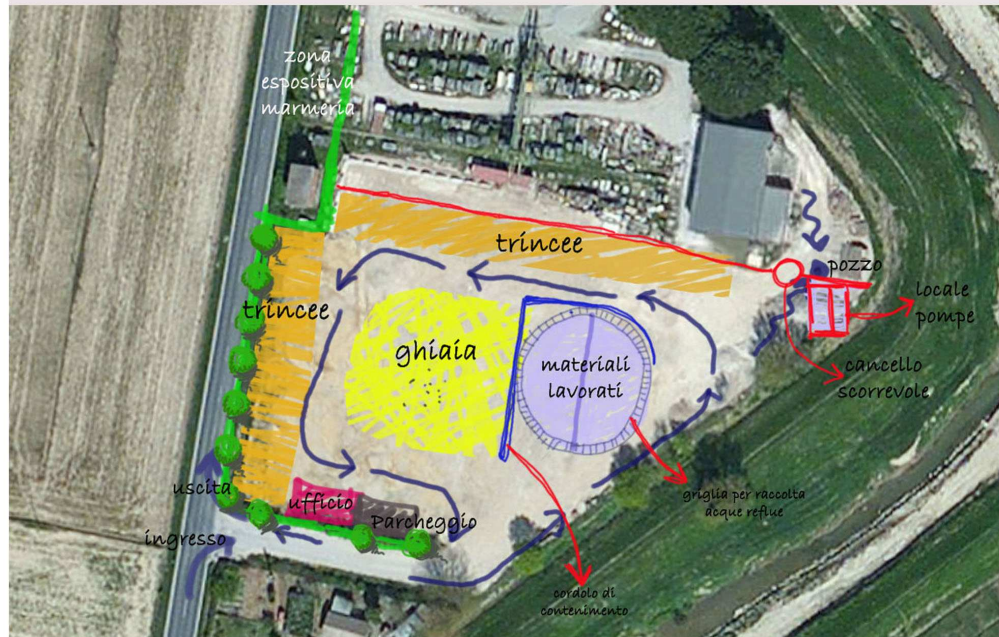 zona
espositiva
marmeria
trincee
pozzo
locale
pompe
trincee
ghiaia
materiali
lavorati
cancello
scorrevole
uscita
ufficio
Parcheggio
griglia per raccolta
acque reflue
ingresso
cordolo di
contenimento